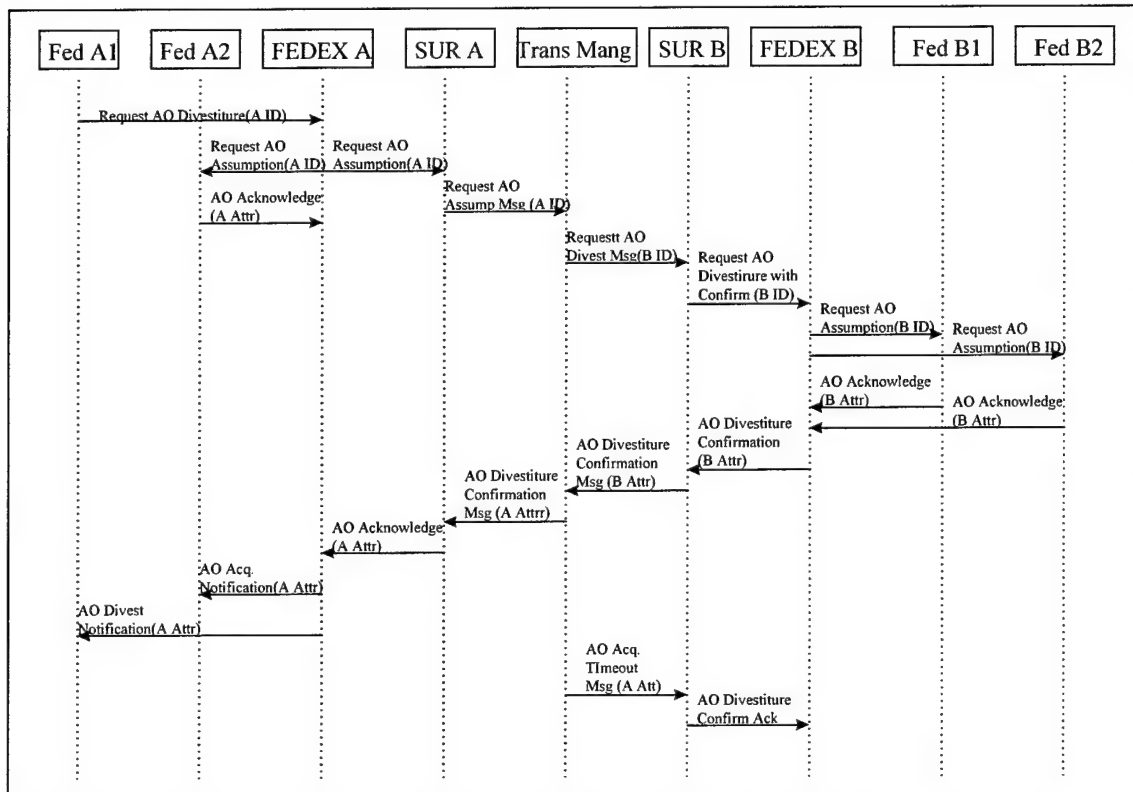 Fed A1 Fed A2 FEDEX A SUR A Trans Mang SUR B FEDEX B Fed B1 Fed B2
Request AO Divestiture(A ID)
Request AO
Assumption(A ID)
Request AO
Assumption(A ID)
AO Acknowledge
(A Attr)
Request AO
Assump Msg (A ID)
Requestt AO
Divest Msg(B ID)
Request AO
Divestirure with
Confirm (B ID)
Request AO
Assumption(B ID)
Request AO
Assumption(B ID)
AO Acknowledge
(B Attr)
AO Acknowledge
(B Attr)
AO Divestiture
Confirmation
(B Attr)
AO Divestiture
Confirmation
Msg (B Attr)
AO Divestiture
Confirmation
Msg (A Attrr)
AO Acknowledge
(A Attr)
AO Acq.
Notification(A Attr)
AO Divest
Notification(A Attr)
AO Acq.
TImeout
Msg (A Att)
AO Divestiture
Confirm Ack